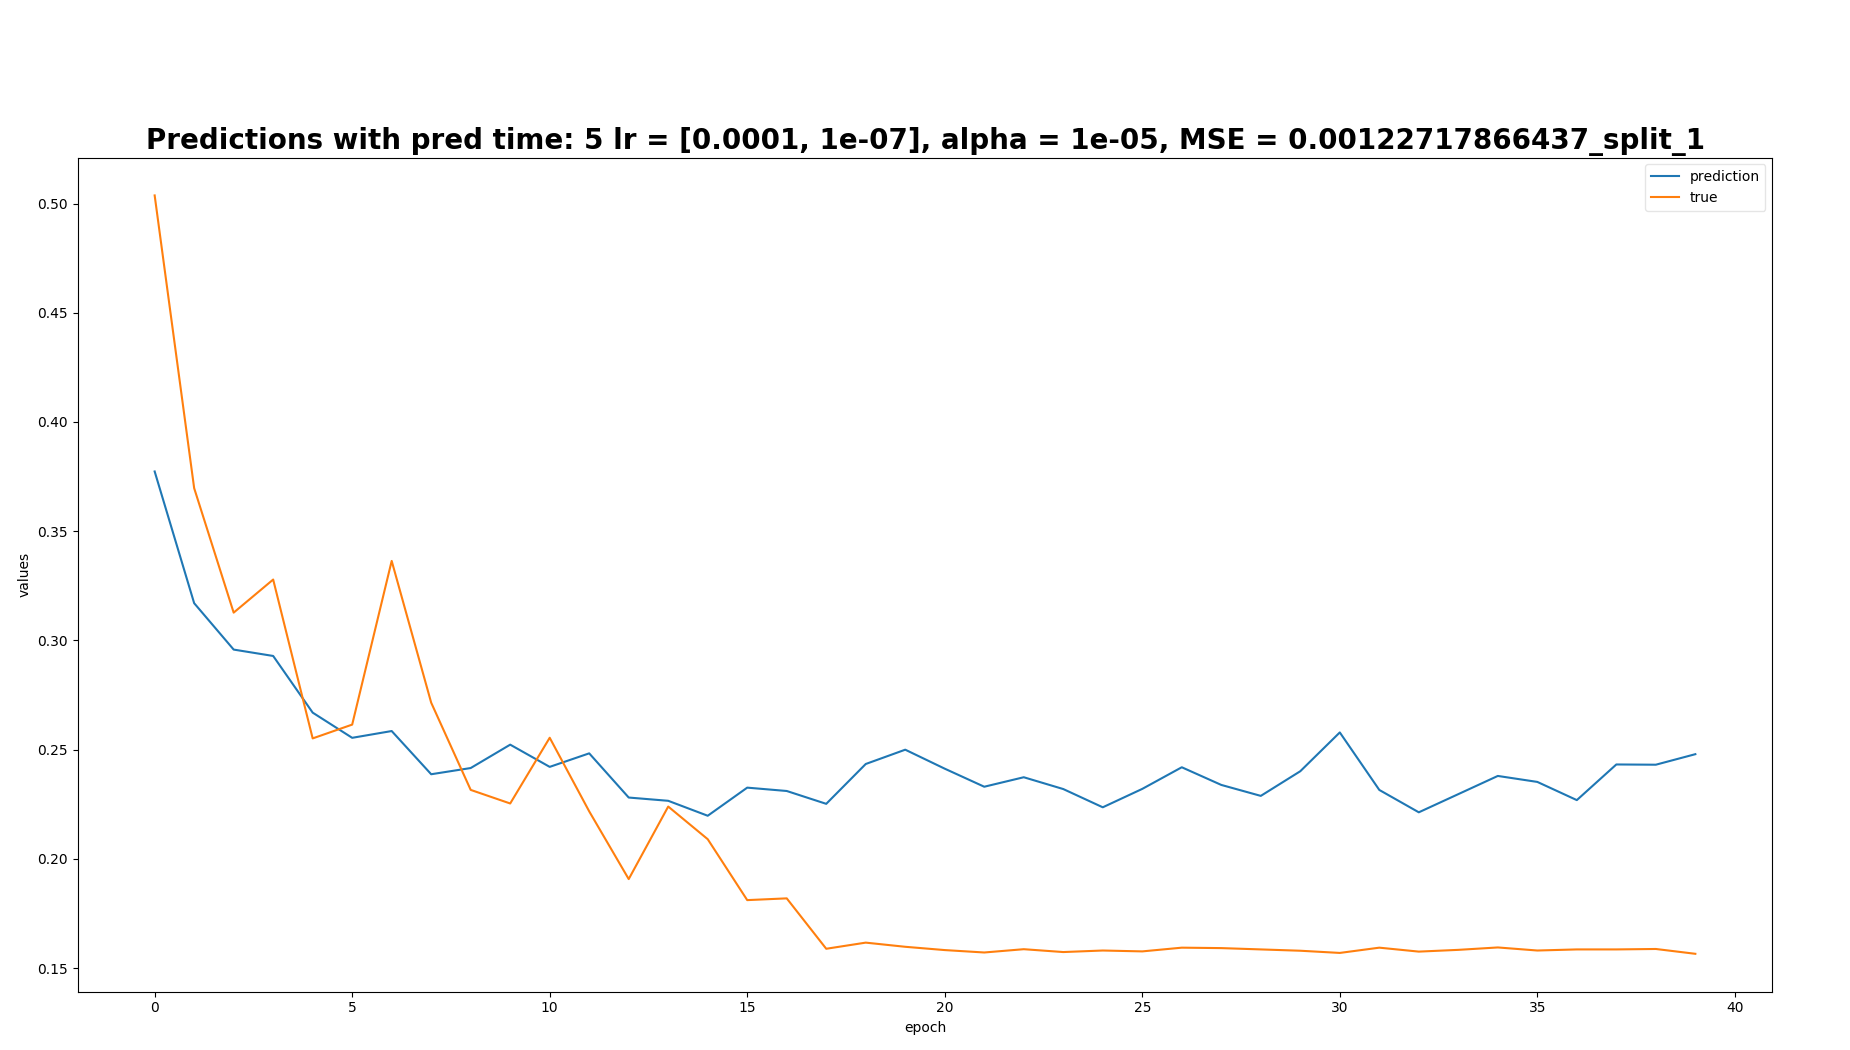 Predictions with pred time: 5 lr = [0.0001, 1e-07], alpha = 1e-05, MSE = 0.00122717866437_split_1
prediction
true
0.50
0.45
0.40
0.35
0.30
0.25
0.20
0.15
values
0 5 10 15 20 25 30 35 40
epoch